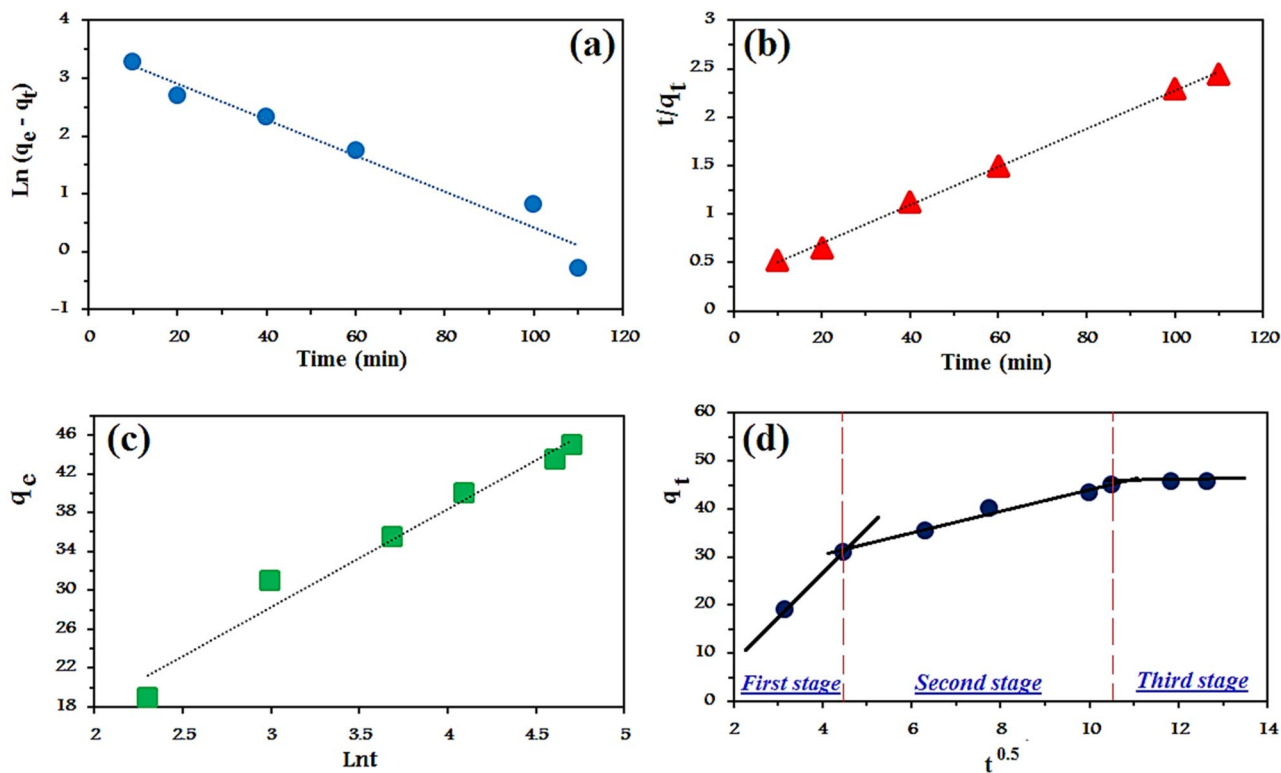 (a)
4
3
2
1
0
–1
Ln (qe - qt)
0 20 40 60 80 100 120
Time (min)
(b)
3
2.5
2
1.5
1
0.5
0
t/qt
0 20 40 60 80 100 120
Time (min)
(c)
46
42
38
34
30
26
22
18
qe
2 2.5 3 3.5 4 4.5 5
Lnt
(d)
60
50
40
30
20
10
0
qt
First stage Second stage Third stage
2 4 6 8 10 12 14
t^0.5